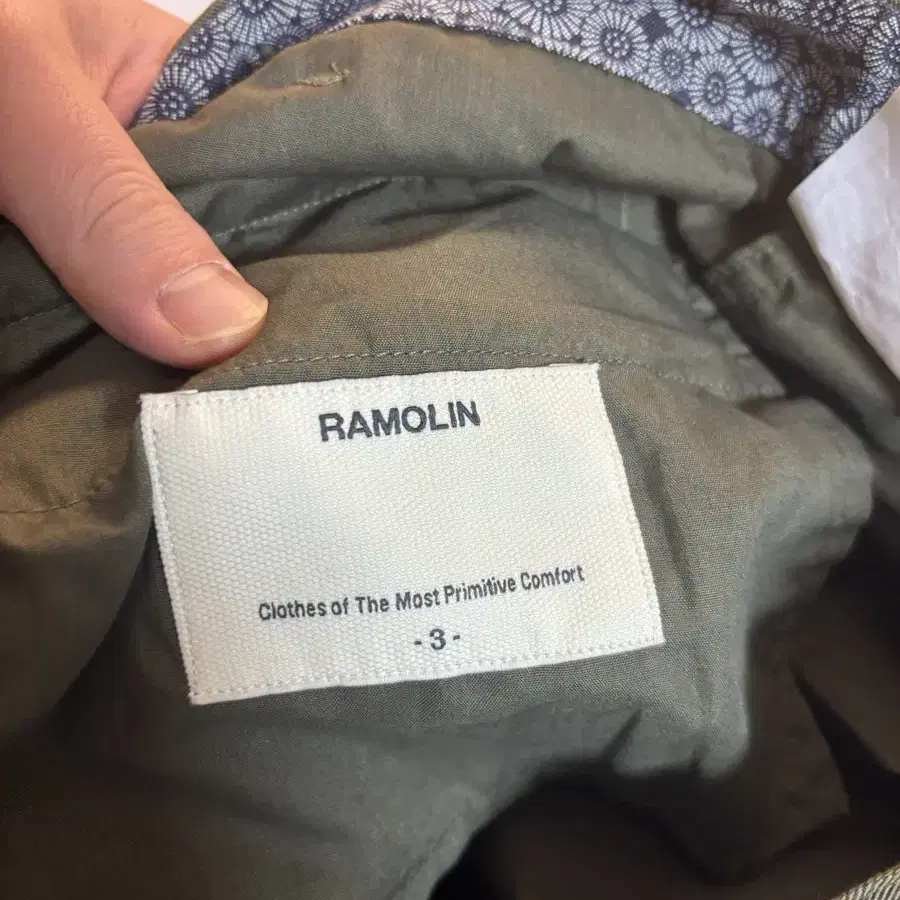 RAMOLIN
Clothes of The Most Primitive Comfort
- 3 -